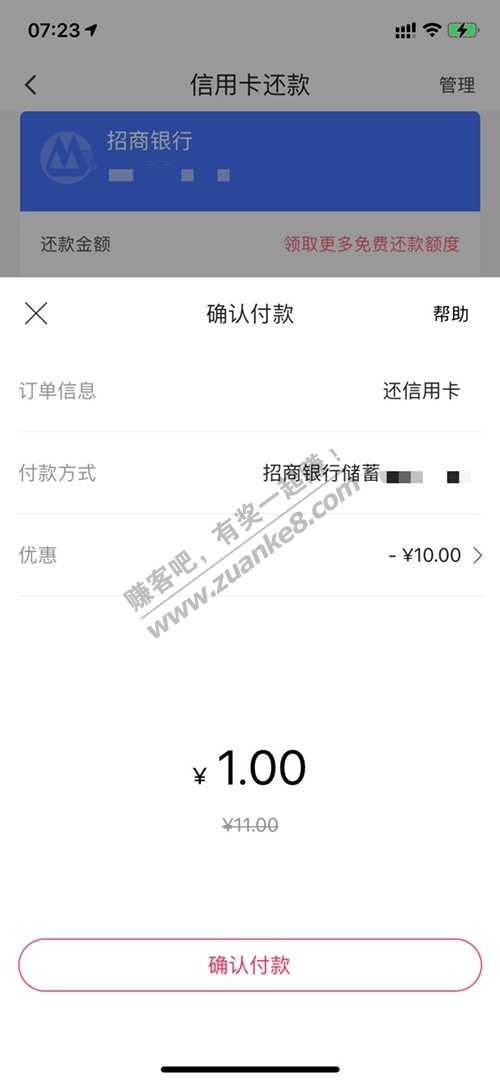 07:23
信用卡还款
管理
招商银行
还款金额
领取更多免费还款额度
确认付款
帮助
订单信息
还信用卡
付款方式
招商银行储蓄
优惠
- ¥10.00
赚客吧，有奖一起赚！
www.zuanke8.com
¥ 1.00
¥11.00
确认付款